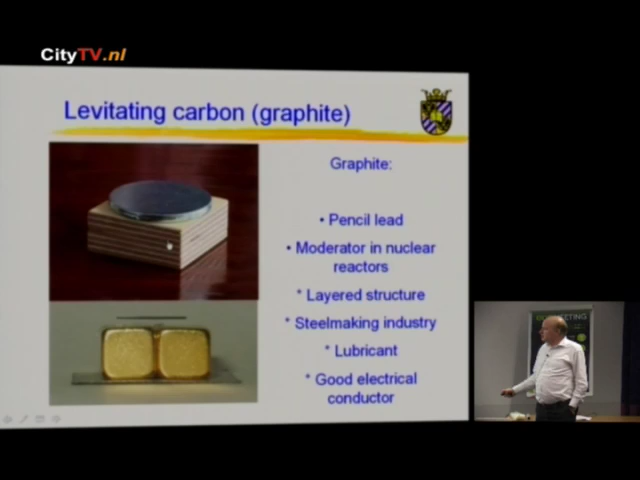 CityTV.nl
Levitating carbon (graphite)
Graphite:
• Pencil lead
• Moderator in nuclear
reactors
* Layered structure
* Steelmaking industry
* Lubricant
* Good electrical
conductor